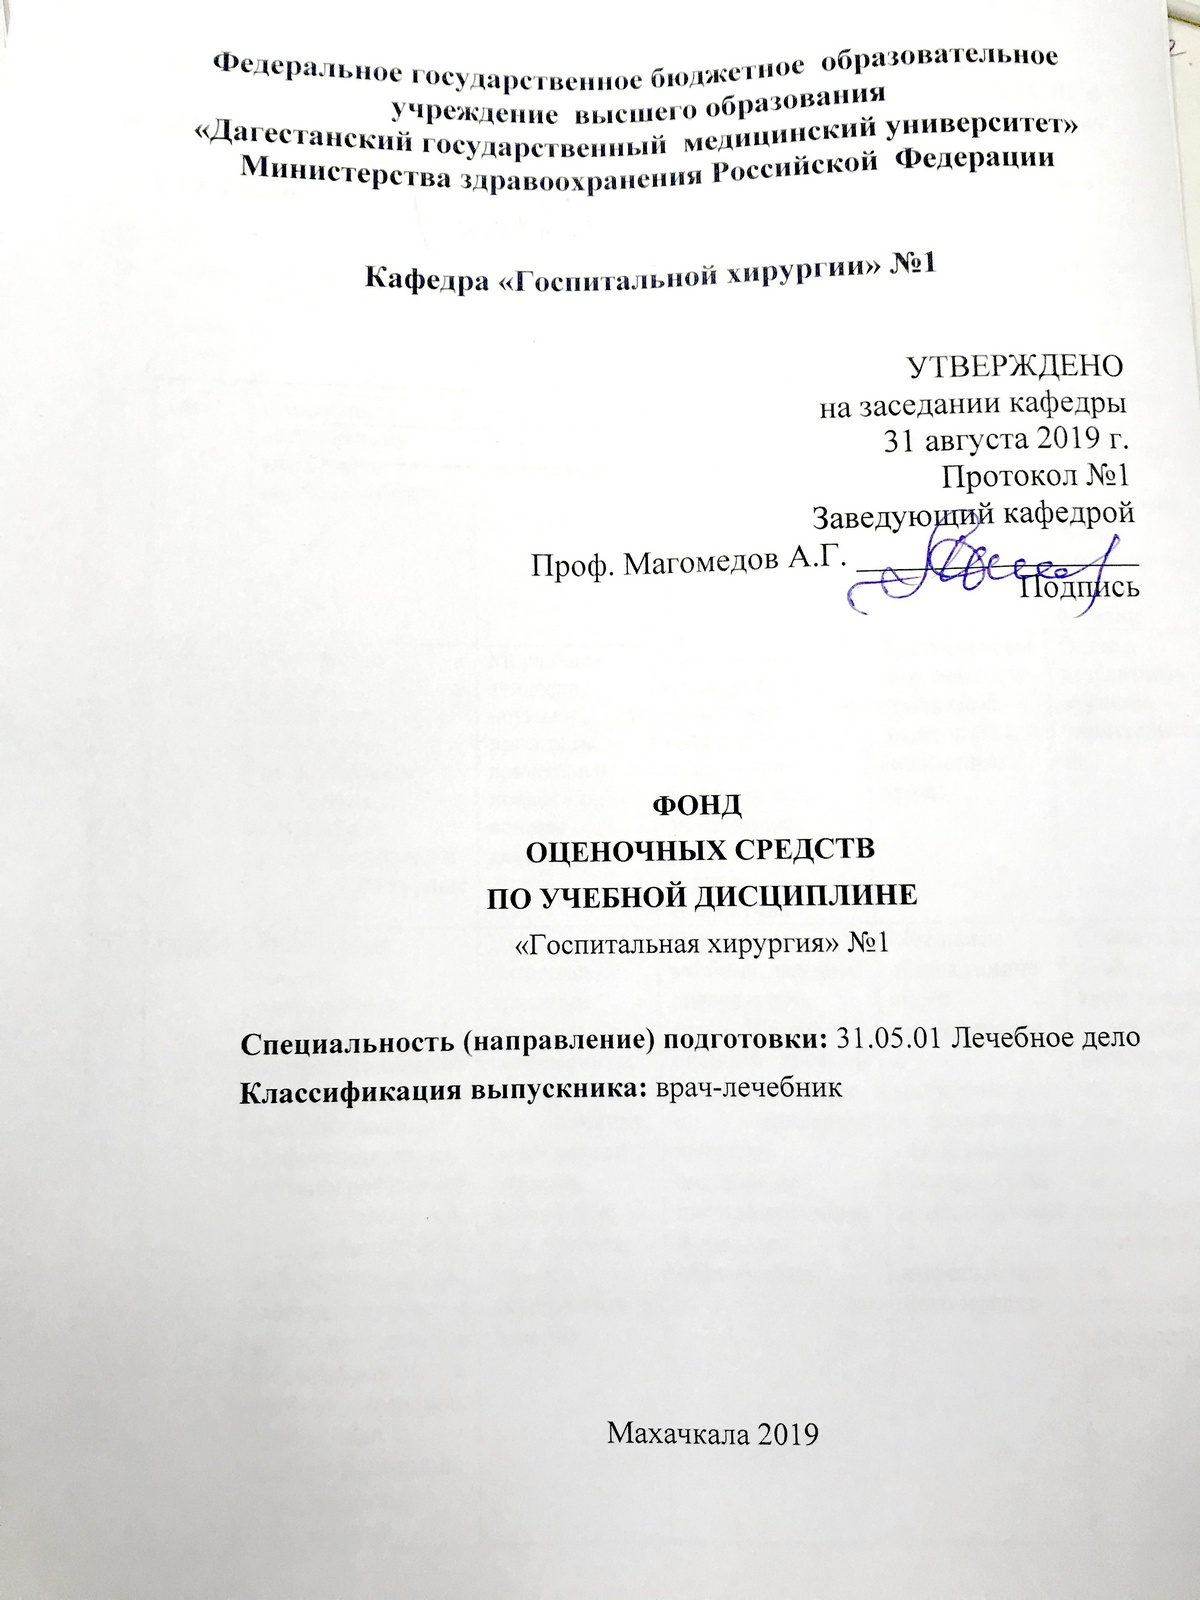 Федеральное государственное бюджетное образовательное
учреждение высшего образования
«Дагестанский государственный медицинский университет»
Министерства здравоохранения Российской Федерации
Кафедра «Госпитальной хирургии» №1
УТВЕРЖДЕНО
на заседании кафедры
31 августа 2019 г.
Протокол №1
Заведующий кафедрой
Проф. Магомедов А.Г. ____________________
Подпись
ФОНД
ОЦЕНОЧНЫХ СРЕДСТВ
ПО УЧЕБНОЙ ДИСЦИПЛИНЕ
«Госпитальная хирургия» №1
Специальность (направление) подготовки: 31.05.01 Лечебное дело
Классификация выпускника: врач-лечебник
Махачкала 2019